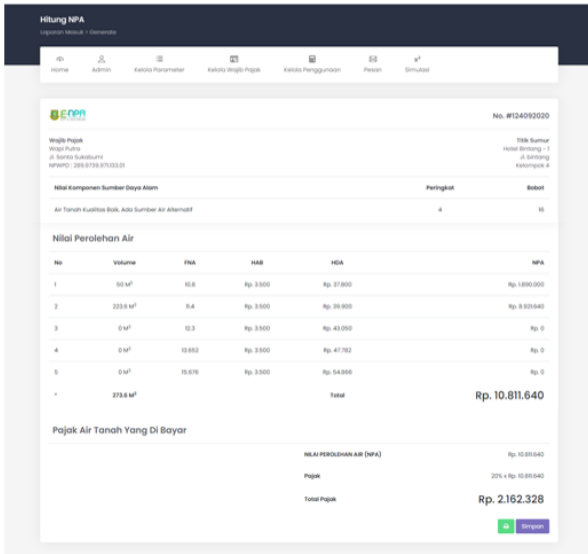 Hitung NPA
Laporan Masuk > Generate
Home Admin Kelola Parameter Kelola Wajib Pajak Kelola Penggunaan Pesan Simulasi
E-NPA No. #124092020
Wajib Pajak Titik Sumur
Wapi Putra Hotel Bintang - 1
Jl. Santa Sukabumi Jl. bintang
NPWPD : Kelompok 4
Nilai Komponen Sumber Daya Alam Peringkat Bobot
Air Tanah Kualitas Baik, Ada Sumber Air Alternatif 4 16
Nilai Perolehan Air
No Volume FNA HAB HDA NPA
1 50 M³ 10.8 Rp. 3.500 Rp. 37.800 Rp. 1.890.000
2 223.6 M³ 11.4 Rp. 3.500 Rp. 39.900 Rp. 8.921.640
3 0 M³ 12.3 Rp. 3.500 Rp. 43.050 Rp. 0
4 0 M³ 13.652 Rp. 3.500 Rp. 47.782 Rp. 0
5 0 M³ 15.676 Rp. 3.500 Rp. 54.866 Rp. 0
* 273.6 M³ Total Rp. 10.811.640
Pajak Air Tanah Yang Di Bayar
NILAI PEROLEHAN AIR (NPA) Rp. 10.811.640
Pajak 20% x Rp. 10.811.640
Total Pajak Rp. 2.162.328
Simpan